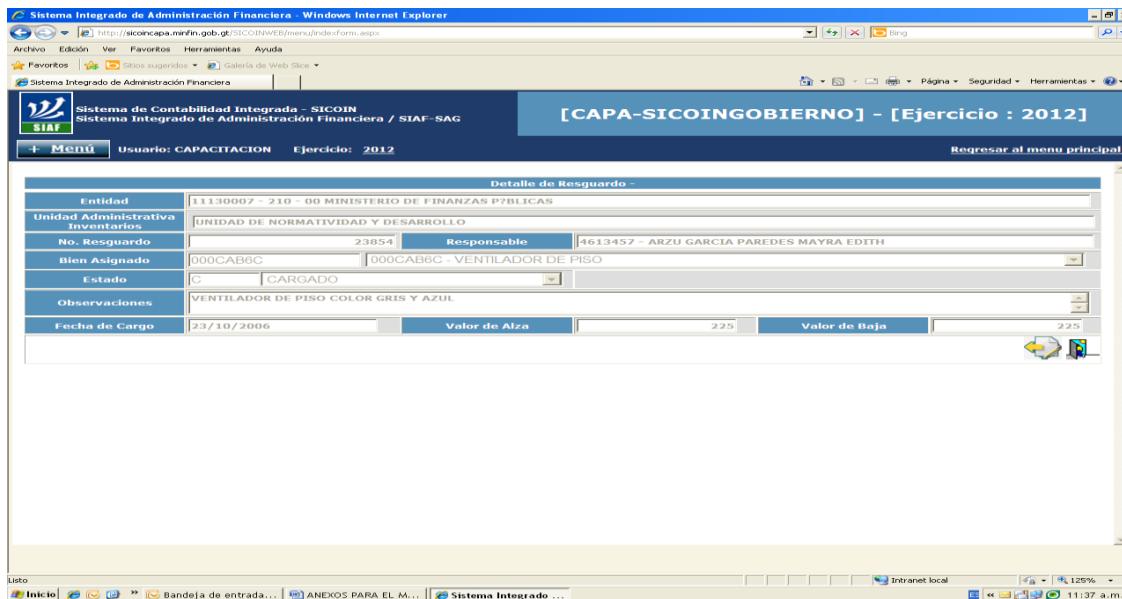 Sistema Integrado de Administración Financiera - Windows Internet Explorer
http://sicoincapa.minfin.gob.gt/SICOINWEB/menu/indexform.aspx
Bing
Archivo Edición Ver Favoritos Herramientas Ayuda
Favoritos Sitios sugeridos Galería de Web Slice
Sistema Integrado de Administración Financiera
Página Seguridad Herramientas
SIAF
Sistema de Contabilidad Integrada - SICOIN
Sistema Integrado de Administración Financiera / SIAF-SAG
[CAPA-SICOINGOBIERNO] - [Ejercicio : 2012]
+ Menú Usuario: CAPACITACION Ejercicio: 2012 Regresar al menu principal
Detalle de Resguardo -
Entidad 11130007 - 210 - 00 MINISTERIO DE FINANZAS P?BLICAS
Unidad Administrativa Inventarios UNIDAD DE NORMATIVIDAD Y DESARROLLO
No. Resguardo 23854 Responsable 4613457 - ARZU GARCIA PAREDES MAYRA EDITH
Bien Asignado 000CAB6C 000CAB6C - VENTILADOR DE PISO
Estado C CARGADO
Observaciones VENTILADOR DE PISO COLOR GRIS Y AZUL
Fecha de Cargo 23/10/2006 Valor de Alza 225 Valor de Baja 225
Listo Intranet local 125%
Inicio Bandeja de entrada... ANEXOS PARA EL M... Sistema Integrado ... 11:37 a.m.